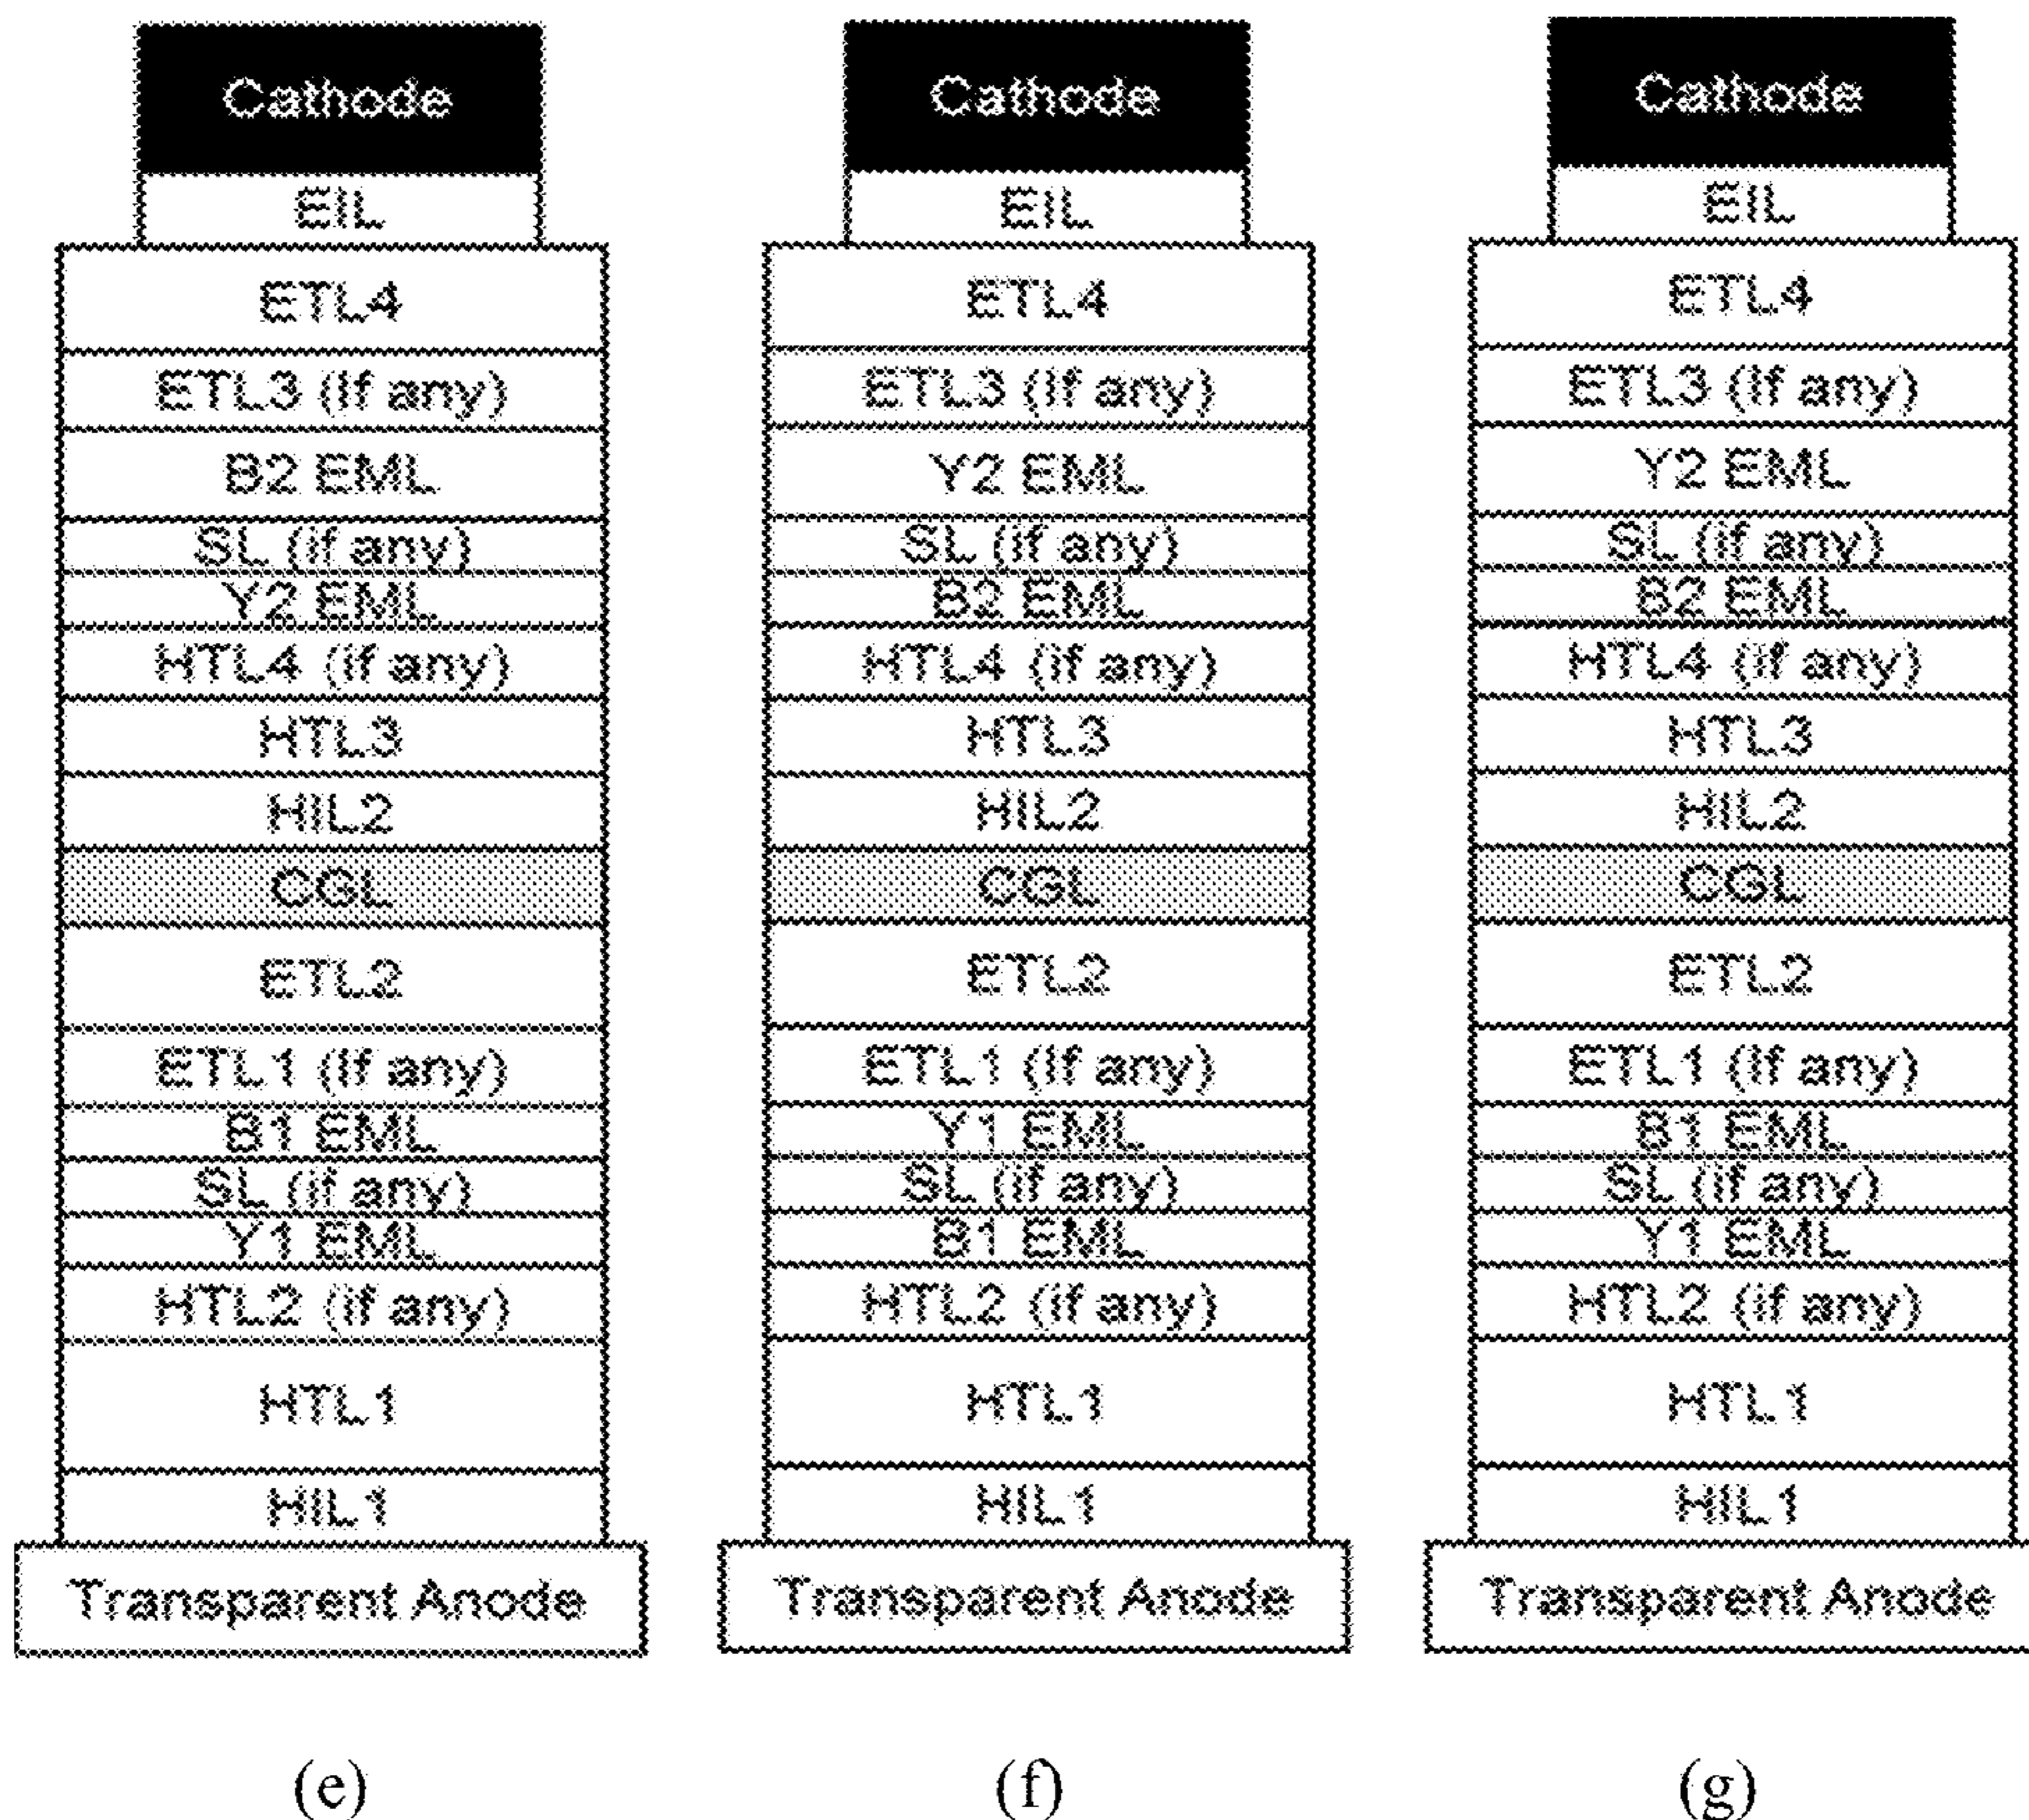 Cathode
EIL
ETL4
ETL3 (if any)
B2 EML
SL (if any)
Y2 EML
HTL4 (if any)
HTL3
HIL2
CGL
ETL2
ETL1 (if any)
B1 EML
SL (if any)
Y1 EML
HTL2 (if any)
HTL1
HIL1
Transparent Anode
(e)
Cathode
EIL
ETL4
ETL3 (if any)
Y2 EML
SL (if any)
B2 EML
HTL4 (if any)
HTL3
HIL2
CGL
ETL2
ETL1 (if any)
Y1 EML
SL (if any)
B1 EML
HTL2 (if any)
HTL1
HIL1
Transparent Anode
(f)
Cathode
EIL
ETL4
ETL3 (if any)
Y2 EML
SL (if any)
B2 EML
HTL4 (if any)
HTL3
HIL2
CGL
ETL2
ETL1 (if any)
B1 EML
SL (if any)
Y1 EML
HTL2 (if any)
HTL1
HIL1
Transparent Anode
(g)